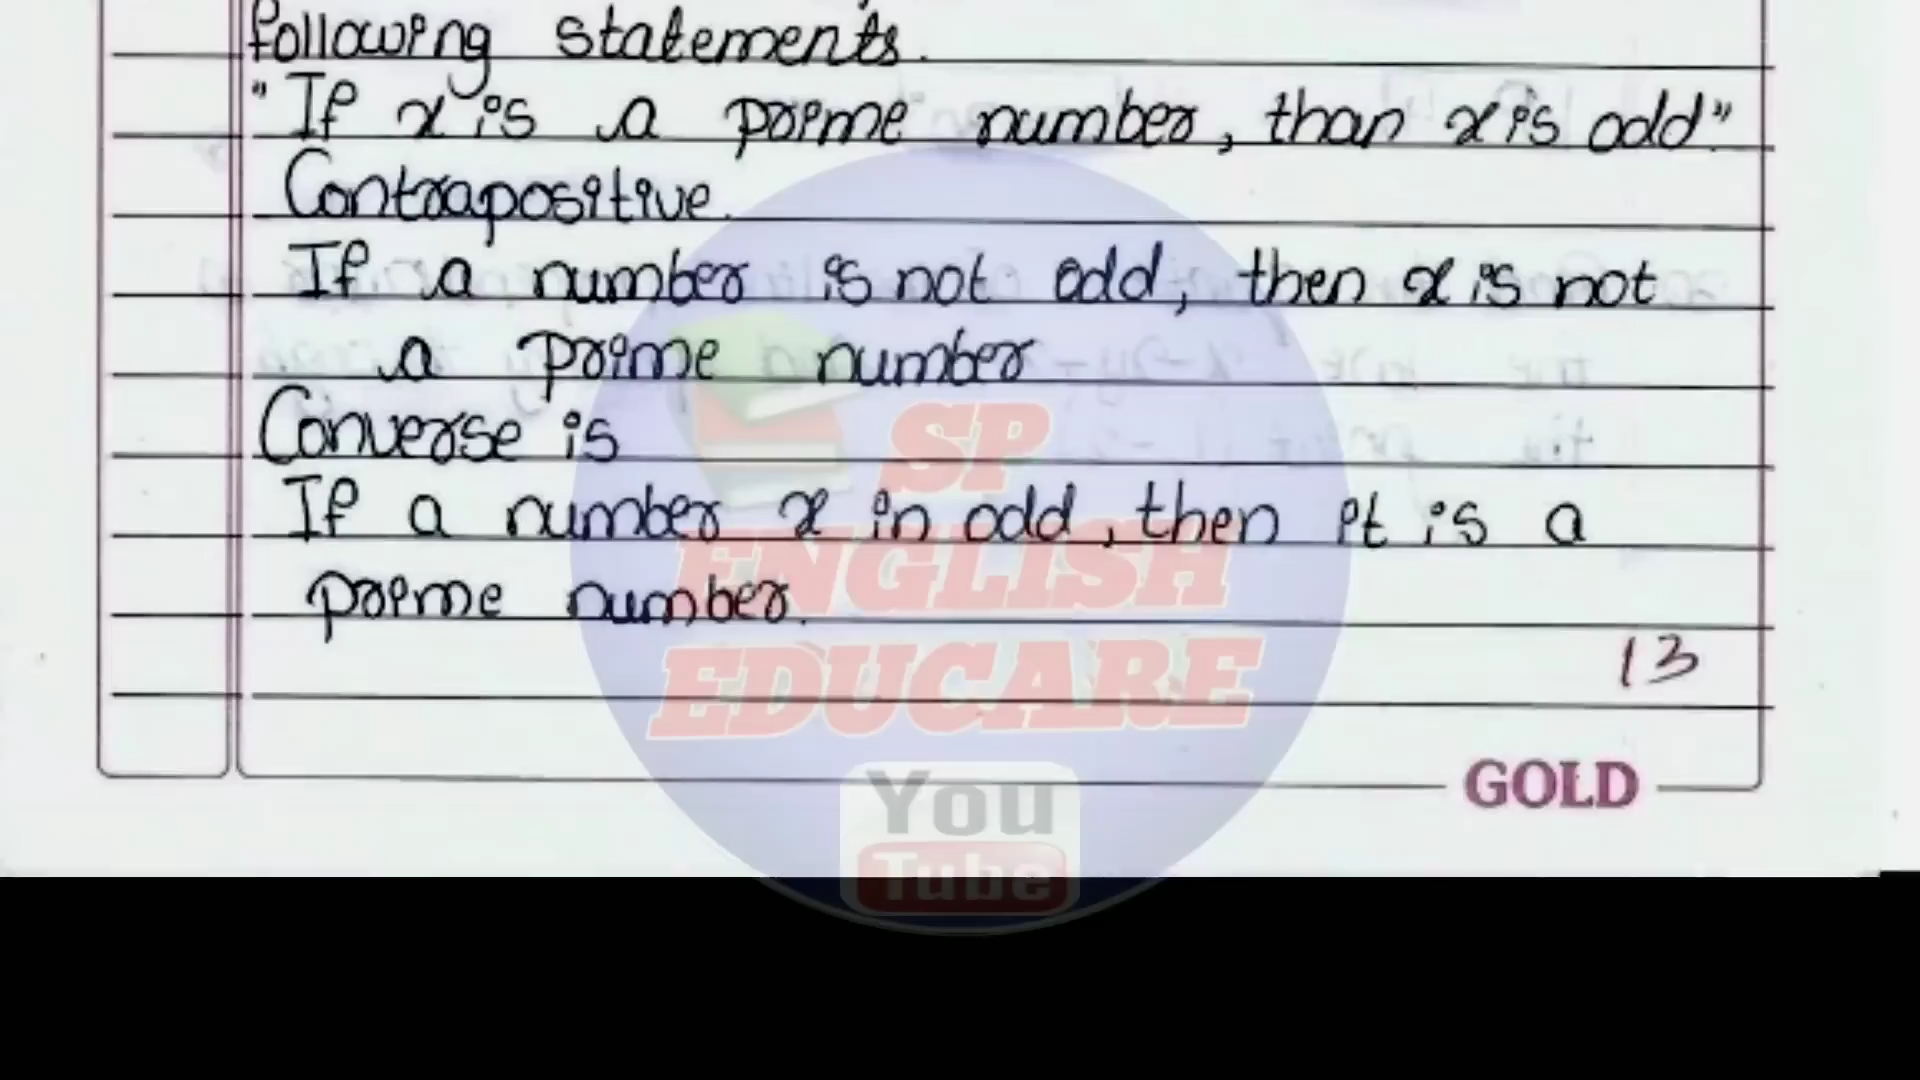 following statements.
"If x is a prime number, than x is odd."
Contrapositive.
If a number is not odd, then x is not
a prime number
Converse is
If a number x in odd, then it is a
prime number.
13
GOLD
SP
ENGLISH
EDUCARE
You
Tube